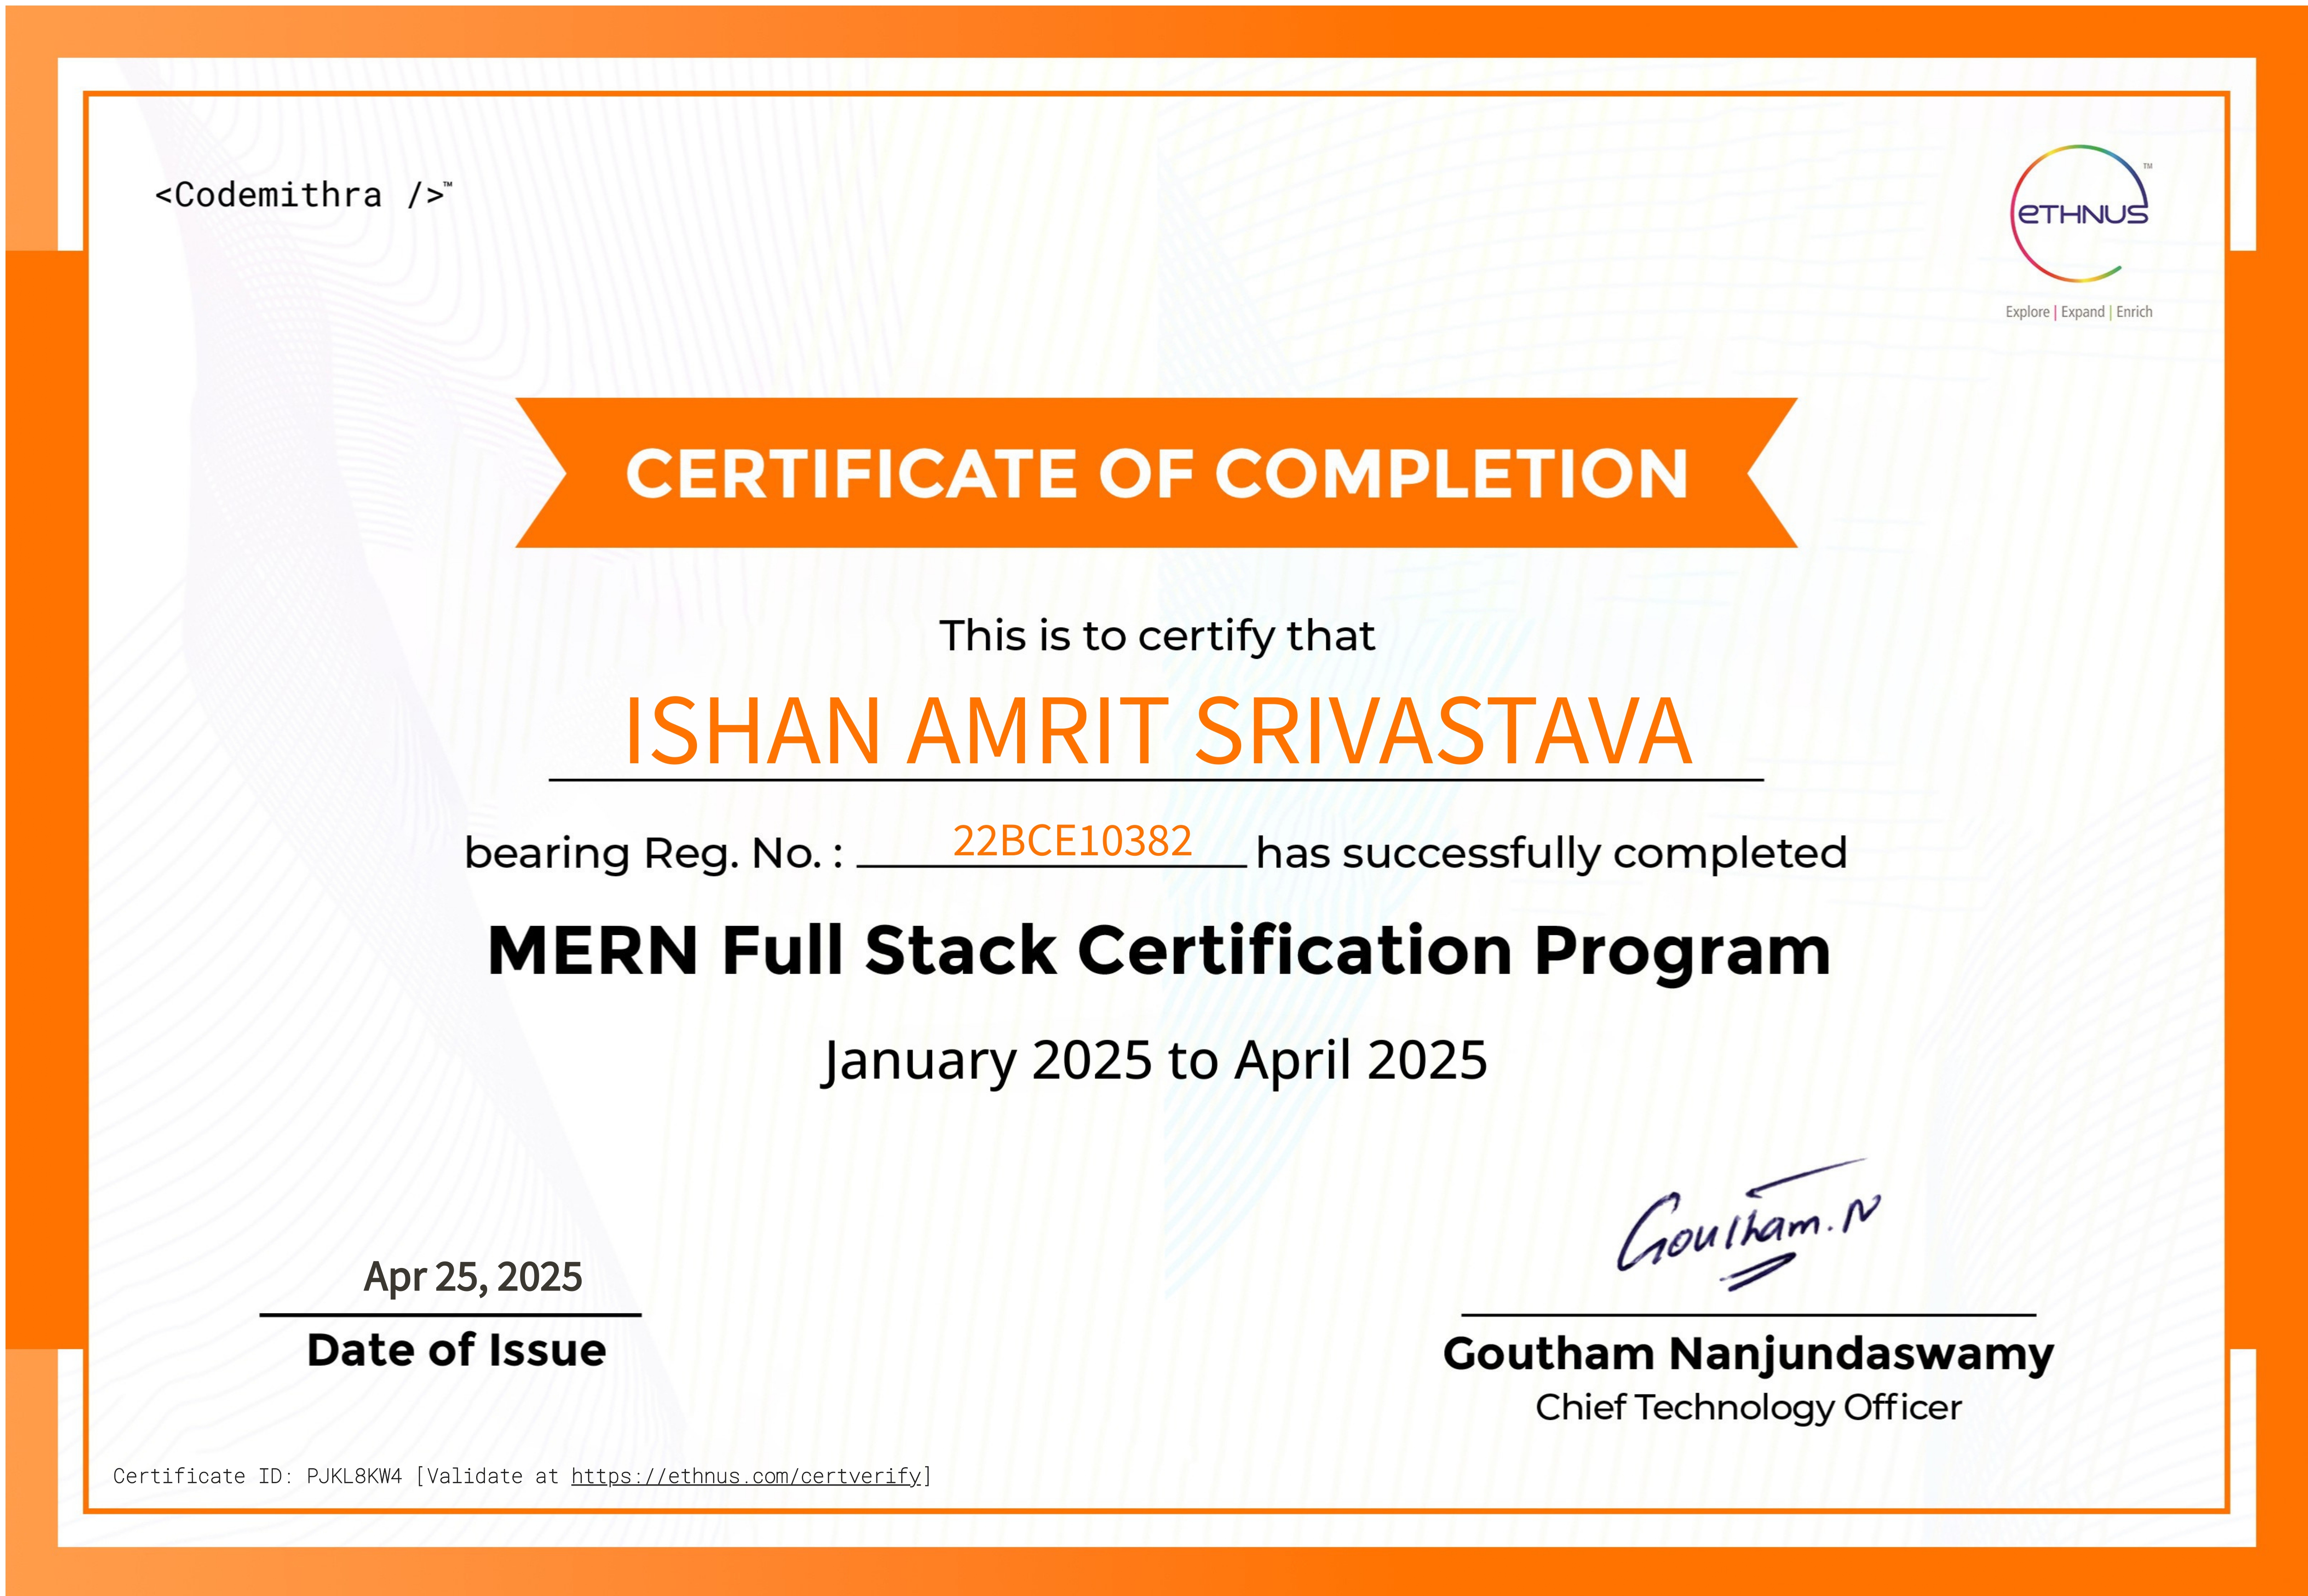 <Codemithra />™
eTHNUS™
Explore | Expand | Enrich
CERTIFICATE OF COMPLETION
This is to certify that
ISHAN AMRIT SRIVASTAVA
bearing Reg. No. : 22BCE10382 has successfully completed
MERN Full Stack Certification Program
January 2025 to April 2025
Goutham.N
Apr 25, 2025
Date of Issue
Goutham Nanjundaswamy
Chief Technology Officer
Certificate ID: PJKL8KW4 [Validate at https://ethnus.com/certverify]